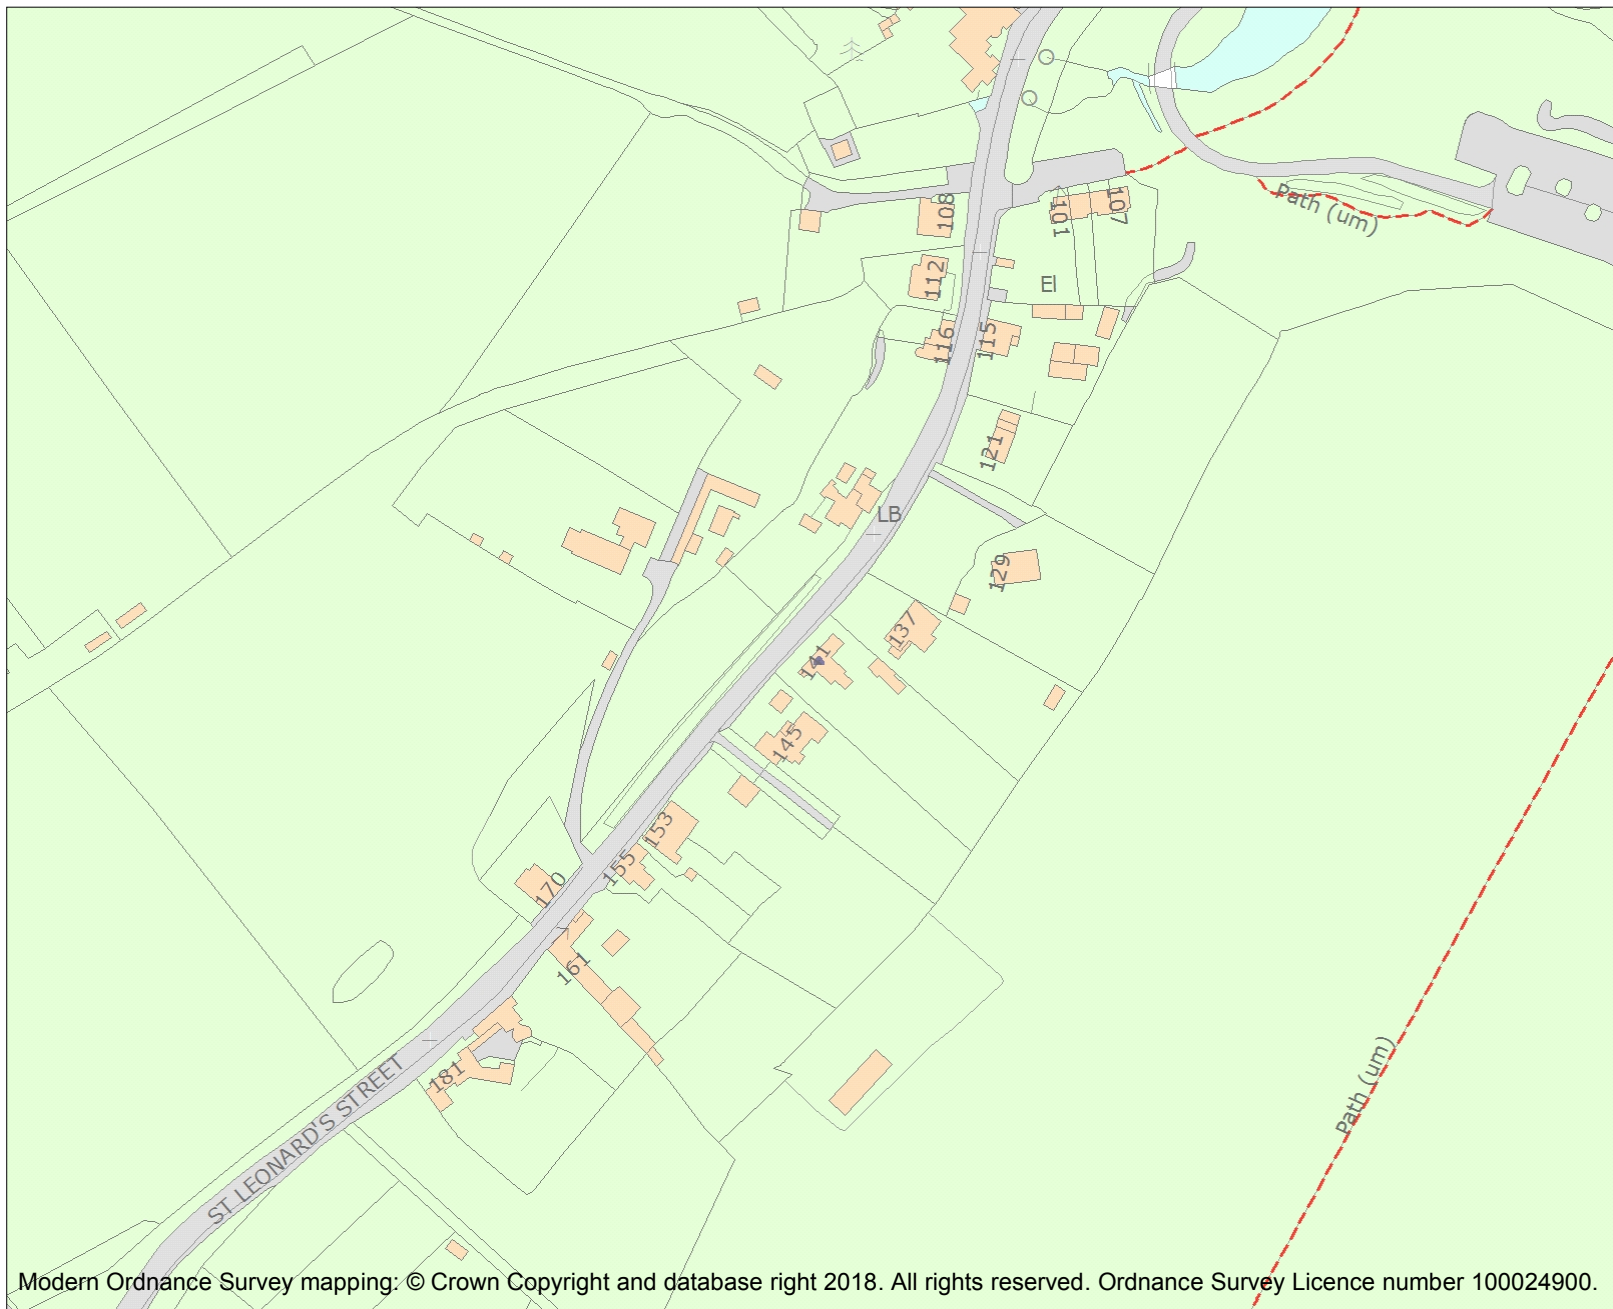 Path (um)
108
101
107
112
El
116
115
121
LB
129
137
141
145
153
155
170
161
181
ST LEONARD'S STREET
Path (um)
Modern Ordnance Survey mapping: © Crown Copyright and database right 2018. All rights reserved. Ordnance Survey Licence number 100024900.